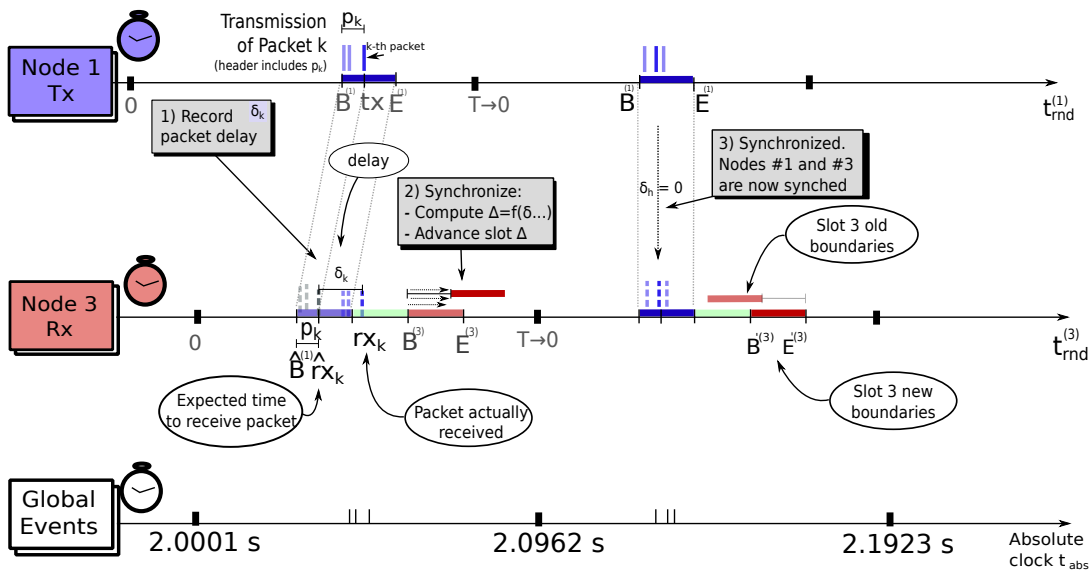 Transmission
of Packet k
(header includes pₖ)
pₖ
k-th packet
Node 1
Tx
0
B⁽¹⁾
tx
E⁽¹⁾
T→0
B⁽¹⁾
E⁽¹⁾
t_rnd⁽¹⁾
1) Record δₖ
packet delay
delay
2) Synchronize:
- Compute Δ=f(δ...)
- Advance slot Δ
δₕ = 0
3) Synchronized.
Nodes #1 and #3
are now synched
Slot 3 old
boundaries
δₖ
Node 3
Rx
0
pₖ
B̂⁽¹⁾
r̂xₖ
rxₖ
B⁽³⁾
E⁽³⁾
T→0
B'⁽³⁾
E'⁽³⁾
t_rnd⁽³⁾
Expected time
to receive packet
Packet actually
received
Slot 3 new
boundaries
Global
Events
2.0001 s
2.0962 s
2.1923 s
Absolute
clock t_abs